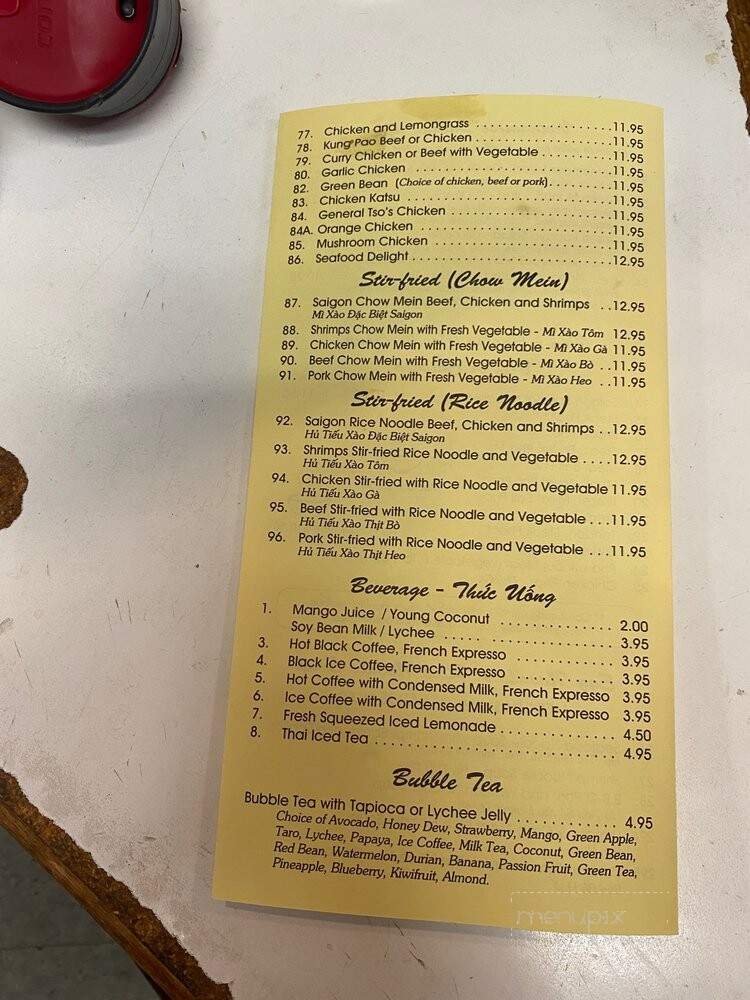 77. Chicken and Lemongrass . . . . . . . . . . . . . . . . . . .11.95
78. Kung Pao Beef or Chicken . . . . . . . . . . . . . . . . . . .11.95
79. Curry Chicken or Beef with Vegetable . . . . . . . . . .11.95
80. Garlic Chicken . . . . . . . . . . . . . . . . . . . . . . . .11.95
82. Green Bean (Choice of chicken, beef or pork). . . . . . . . .11.95
83. Chicken Katsu . . . . . . . . . . . . . . . . . . . . . . . . . .11.95
84. General Tso's Chicken . . . . . . . . . . . . . . . . . . . .11.95
84A. Orange Chicken . . . . . . . . . . . . . . . . . . . . . . . .11.95
85. Mushroom Chicken . . . . . . . . . . . . . . . . . . . . . .11.95
86. Seafood Delight . . . . . . . . . . . . . . . . . . . . . . . . .12.95
Stir-fried (Chow Mein)
87. Saigon Chow Mein Beef, Chicken and Shrimps . .12.95
Mì Xào Đặc Biệt Saigon
88. Shrimps Chow Mein with Fresh Vegetable - Mì Xào Tôm 12.95
89. Chicken Chow Mein with Fresh Vegetable - Mì Xào Gà 11.95
90. Beef Chow Mein with Fresh Vegetable - Mì Xào Bò . .11.95
91. Pork Chow Mein with Fresh Vegetable - Mì Xào Heo . .11.95
Stir-fried (Rice Noodle)
92. Saigon Rice Noodle Beef, Chicken and Shrimps . .12.95
Hủ Tiếu Xào Đặc Biệt Saigon
93. Shrimps Stir-fried Rice Noodle and Vegetable . . . .12.95
Hủ Tiếu Xào Tôm
94. Chicken Stir-fried with Rice Noodle and Vegetable 11.95
Hủ Tiếu Xào Gà
95. Beef Stir-fried with Rice Noodle and Vegetable . . .11.95
Hủ Tiếu Xào Thịt Bò
96. Pork Stir-fried with Rice Noodle and Vegetable . . .11.95
Hủ Tiếu Xào Thịt Heo
Beverage - Thức Uống
1. Mango Juice / Young Coconut . . . . . . . . . . . . . . . 2.00
Soy Bean Milk / Lychee . . . . . . . . . . . . . . . . . . . 3.95
3. Hot Black Coffee, French Expresso . . . . . . . . . . . . 3.95
4. Black Ice Coffee, French Expresso . . . . . . . . . . . . 3.95
5. Hot Coffee with Condensed Milk, French Expresso 3.95
6. Ice Coffee with Condensed Milk, French Expresso 3.95
7. Fresh Squeezed Iced Lemonade . . . . . . . . . . . . . . 4.50
8. Thai Iced Tea . . . . . . . . . . . . . . . . . . . . . . . . . . . . 4.95
Bubble Tea
Bubble Tea with Tapioca or Lychee Jelly . . . . . . . . . . . . 4.95
Choice of Avocado, Honey Dew, Strawberry, Mango, Green Apple,
Taro, Lychee, Papaya, Ice Coffee, Milk Tea, Coconut, Green Bean,
Red Bean, Watermelon, Durian, Banana, Passion Fruit, Green Tea,
Pineapple, Blueberry, Kiwifruit, Almond.
menupix